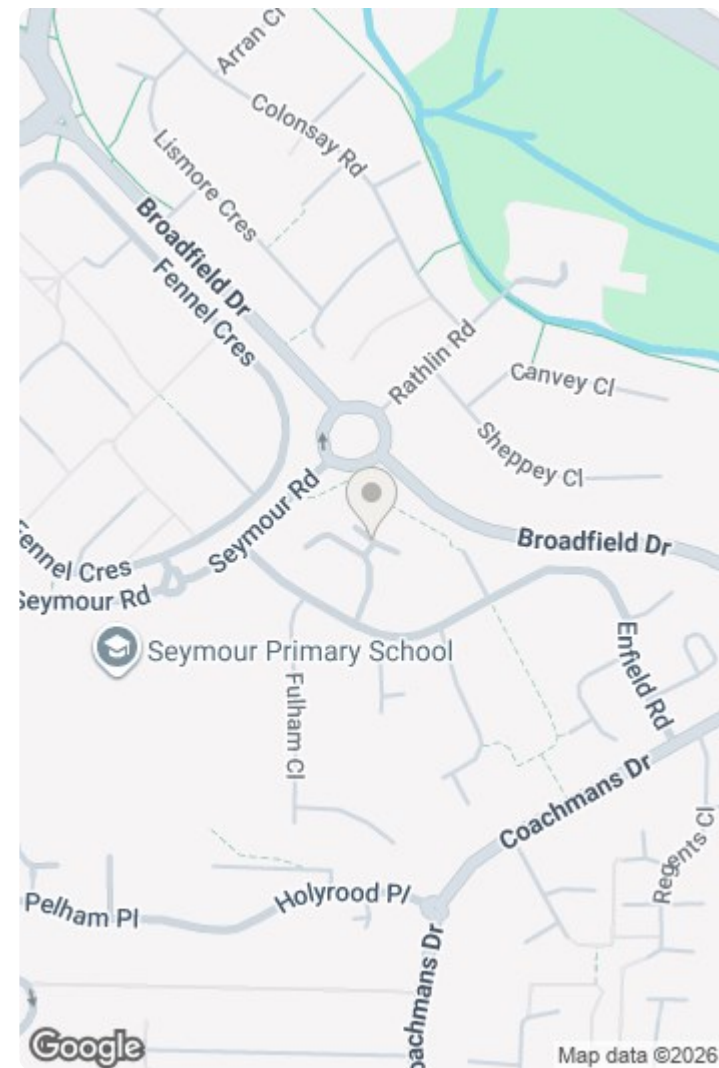 Arran Cl
Colonsay Rd
Lismore Cres
Broadfield Dr
Fennel Cres
Rathlin Rd
Canvey Cl
Sheppey Cl
Seymour Rd
Broadfield Dr
Fennel Cres
Seymour Rd
Seymour Primary School
Enfield Rd
Fulham Cl
Coachmans Dr
Regents Cl
Holyrood Pl
Pelham Pl
oachmans Dr
Google
Map data ©2026